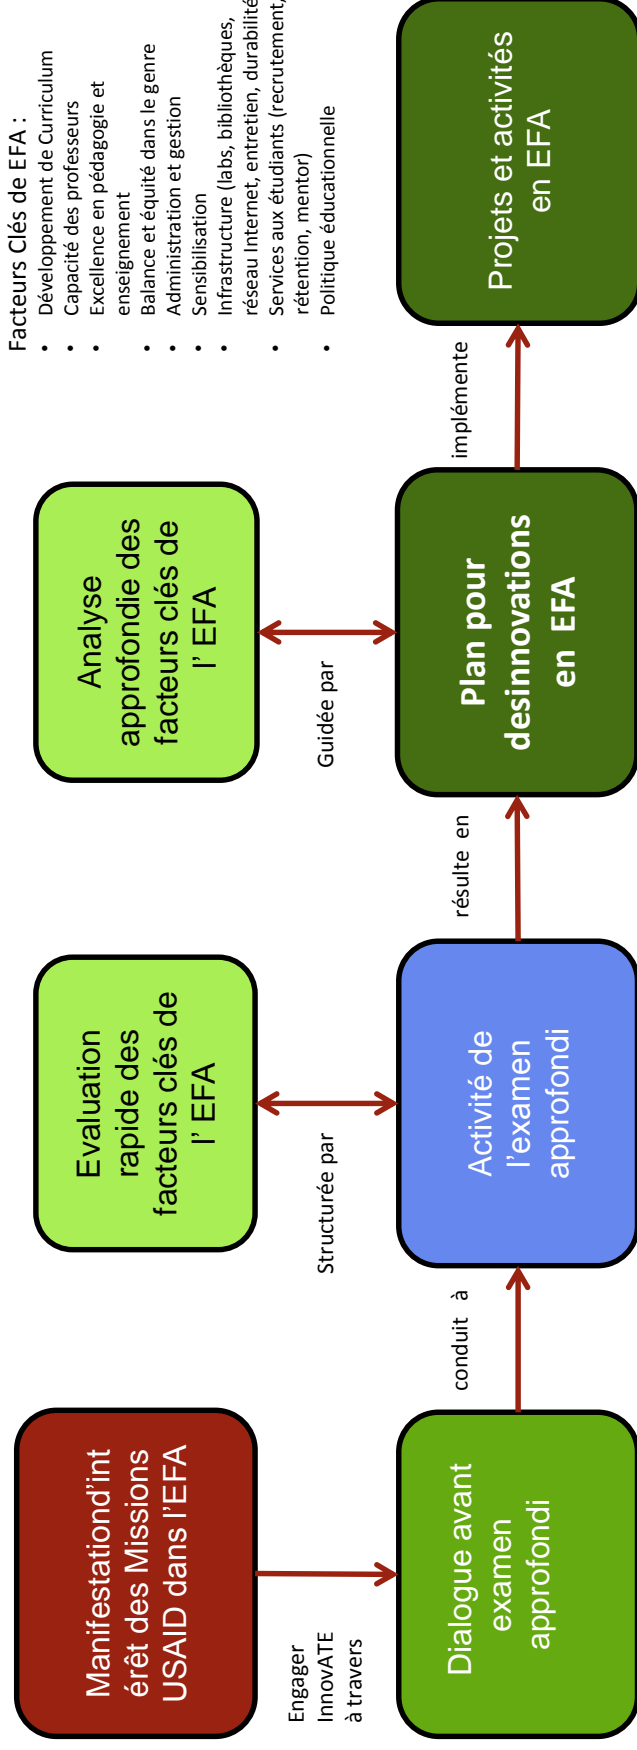 Manifestationd'int
érêt des Missions
USAID dans l'EFA
Engager
InnovATE
à travers
Dialogue avant
examen
approfondi
conduit à
Evaluation
rapide des
facteurs clés de
l' EFA
Structurée par
Activité de
l'examen
approfondi
résulte en
Analyse
approfondie des
facteurs clés de
l' EFA
Guidée par
Plan pour
desinnovations
en EFA
implémente
Facteurs Clés de EFA :
• Développement de Curriculum
• Capacité des professeurs
• Excellence en pédagogie et
enseignement
• Balance et équité dans le genre
• Administration et gestion
• Sensibilisation
• Infrastructure (labs, bibliothèques,
réseau Internet, entretien, durabilité
• Services aux étudiants (recrutement,
rétention, mentor)
• Politique éducationnelle
Projets et activités
en EFA